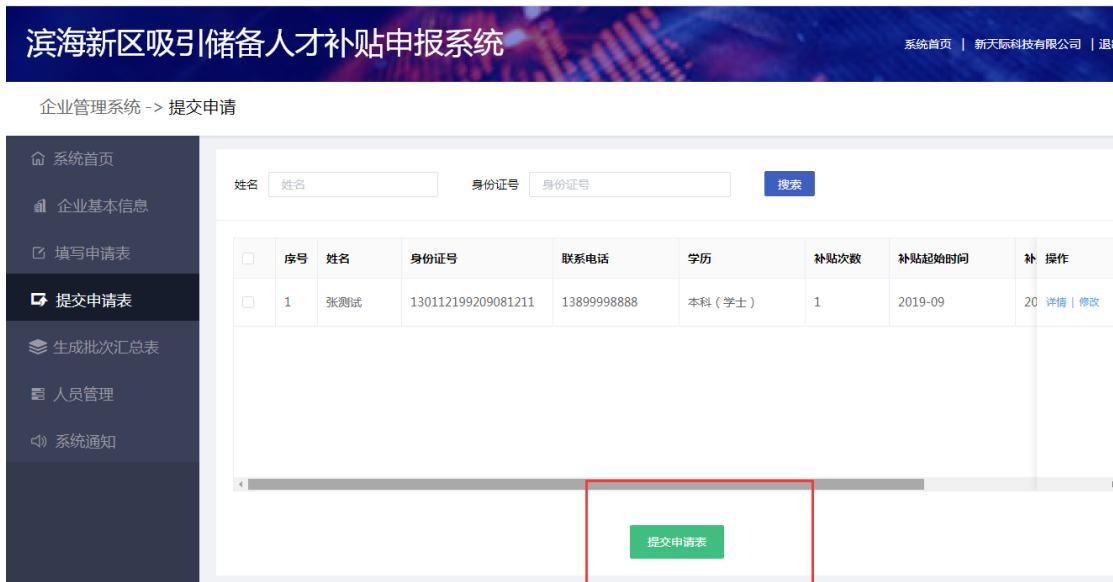 滨海新区吸引储备人才补贴申报系统
系统首页 | 新天际科技有限公司 | 退
企业管理系统 -> 提交申请
系统首页
企业基本信息
填写申请表
提交申请表
生成批次汇总表
人员管理
系统通知
姓名 姓名 身份证号 身份证号 搜索
序号 姓名 身份证号 联系电话 学历 补贴次数 补贴起始时间 补 操作
1 张测试 130112199209081211 13899998888 本科（学士） 1 2019-09 20 详情 | 修改
提交申请表